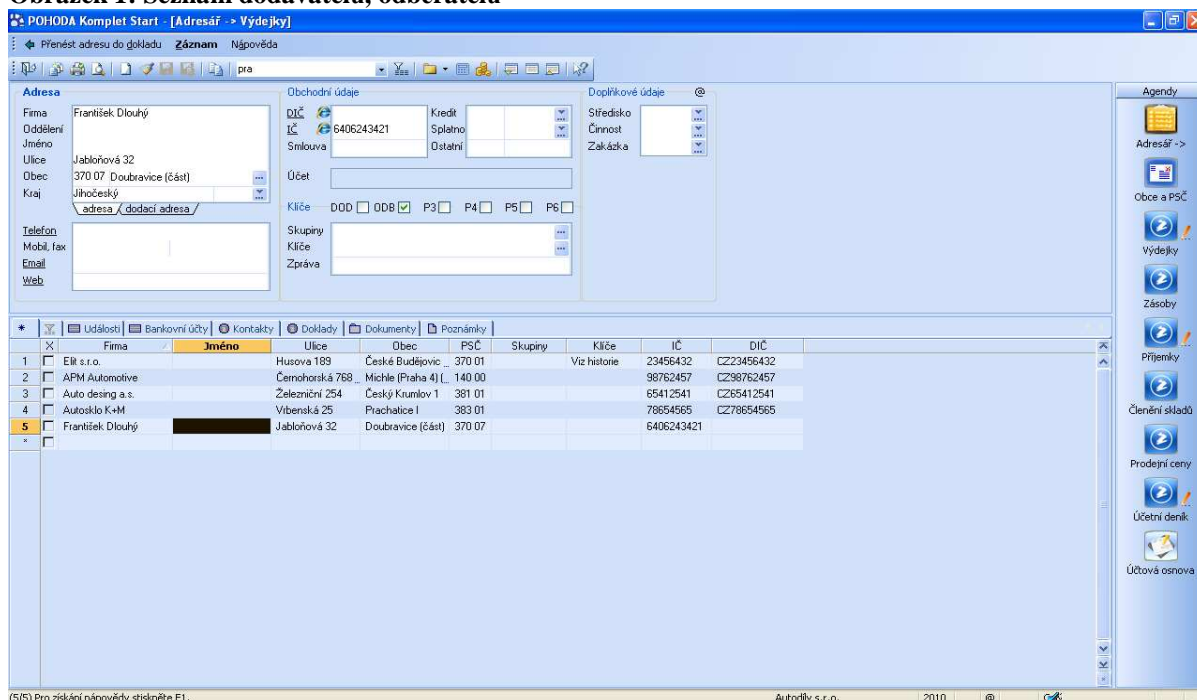 Obrázek 1: Seznam dodavatelů, odběratelů
POHODA Komplet Start - [Adresář -> Výdejky]
Přenést adresu do dokladu Záznam Nápověda
pra
Adresa
Firma František Dlouhý
Oddělení
Jméno
Ulice Jabloňová 32
Obec 370 07 Doubravice (část)
Kraj Jihočeský
adresa dodací adresa
Telefon
Mobil, fax
Email
Web
Obchodní údaje
DIČ Kredit
IČ 6406243421 Splatno
Smlouva Ostatní
Účet
Klíče DOD ODB P3 P4 P5 P6
Skupiny
Klíče
Zpráva
Doplňkové údaje @
Středisko
Činnost
Zakázka
* Události Bankovní účty Kontakty Doklady Dokumenty Poznámky
X Firma Jméno Ulice Obec PSČ Skupiny Klíče IČ DIČ
1 Elit s.r.o. Husova 189 České Budějovic _ 370 01 Viz historie 23456432 CZ23456432
2 APM Automotive Černohorská 768 _ Michle (Praha 4) (_ 140 00 98762457 CZ98762457
3 Auto desing a.s. Železniční 254 Český Krumlov 1 381 01 65412541 CZ65412541
4 Autosklo K+M Vrbenská 25 Prachatice I 383 01 78654565 CZ78654565
5 František Dlouhý Jabloňová 32 Doubravice (část) 370 07 6406243421
*
Agendy
Adresář ->
Obce a PSČ
Výdejky
Zásoby
Příjemky
Členění skladů
Prodejní ceny
Účetní deník
Účtová osnova
(5/5) Pro získání nápovědy stiskněte F1. Autodíly s.r.o. 2010 @